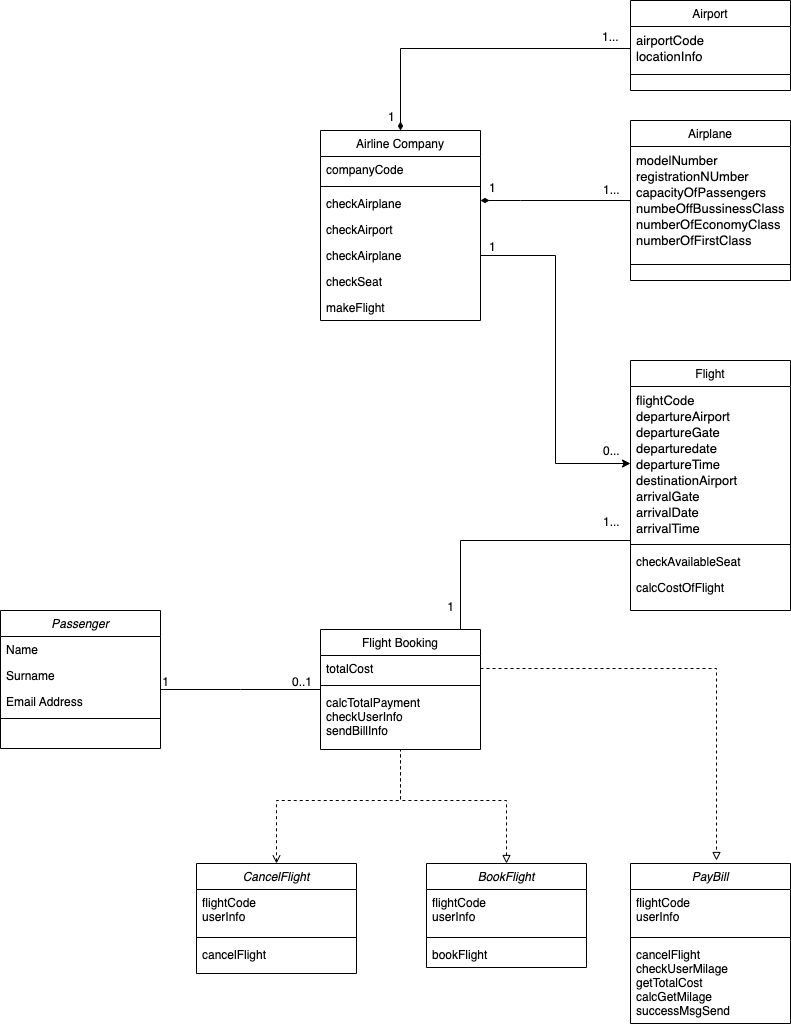 Airport
1...
airportCode
locationInfo
1
Airline Company
Airplane
companyCode
modelNumber
registrationNUmber
1
1...
capacityOfPassengers
checkAirplane
numbeOffBussinessClass
numberOfEconomyClass
checkAirport
numberOfFirstClass
1
checkAirplane
checkSeat
makeFlight
Flight
flightCode
departureAirport
departureGate
departuredate
0...
departureTime
destinationAirport
arrivalGate
arrivalDate
1...
arrivalTime
checkAvailableSeat
calcCostOfFlight
1
Passenger
Flight Booking
Name
totalCost
Surname
1
0..1
Email Address
calcTotalPayment
checkUserInfo
sendBillInfo
CancelFlight
flightCode
userInfo
cancelFlight
BookFlight
flightCode
userInfo
bookFlight
PayBill
flightCode
userInfo
cancelFlight
checkUserMilage
getTotalCost
calcGetMilage
successMsgSend